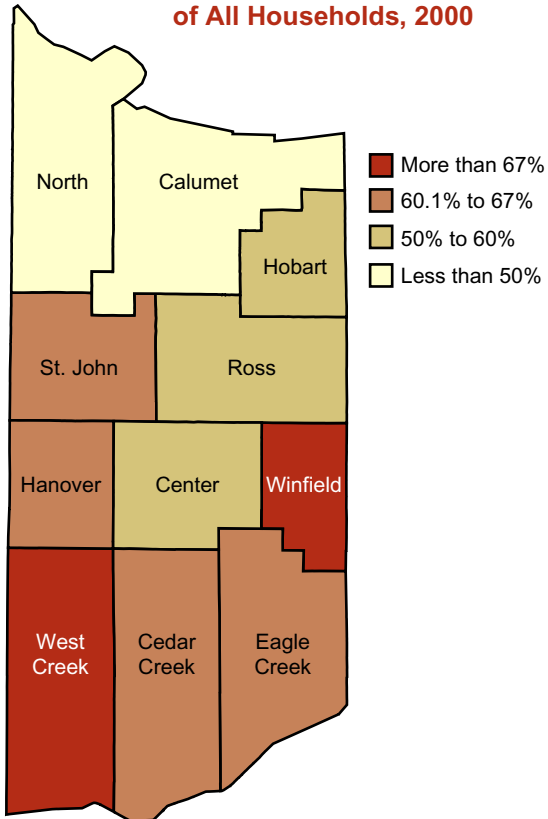 of All Households, 2000
More than 67%
60.1% to 67%
50% to 60%
Less than 50%
North
Calumet
Hobart
St. John
Ross
Hanover
Center
Winfield
West
Creek
Cedar
Creek
Eagle
Creek